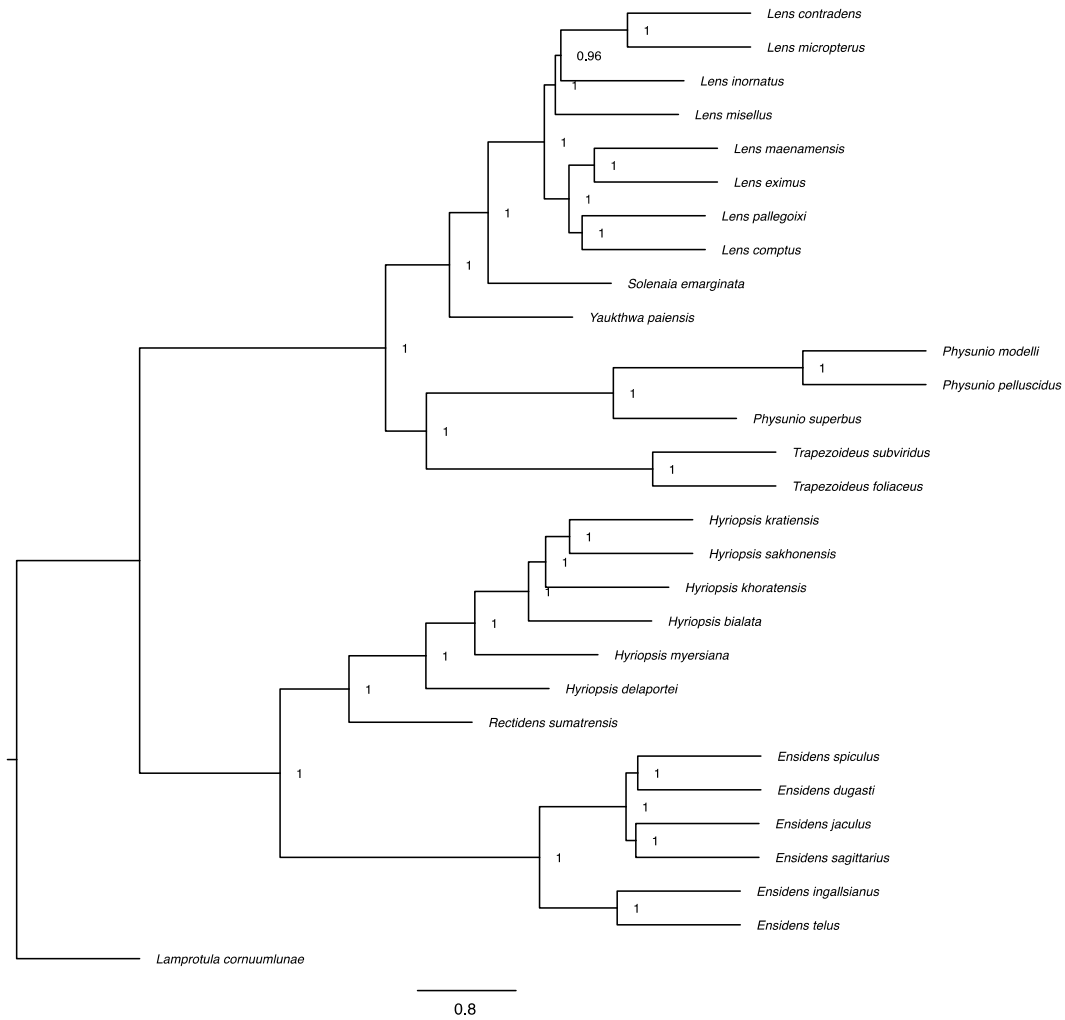 Lens contradens
1
Lens micropterus
0.96
Lens inornatus
1
Lens misellus
1
Lens maenamensis
1
Lens eximus
1
Lens pallegoixi
1
1
Lens comptus
1
Solenaia emarginata
1
Yaukthwa paiensis
1
Physunio modelli
1
Physunio pelluscidus
1
Physunio superbus
1
Trapezoideus subviridus
1
Trapezoideus foliaceus
Hyriopsis kratiensis
1
Hyriopsis sakhonensis
1
Hyriopsis khoratensis
1
Hyriopsis bialata
1
Hyriopsis myersiana
1
Hyriopsis delaportei
1
Rectidens sumatrensis
Ensidens spiculus
1
1
Ensidens dugasti
1
Ensidens jaculus
1
Ensidens sagittarius
1
Ensidens ingallsianus
1
Ensidens telus
Lamprotula cornuumlunae
0.8